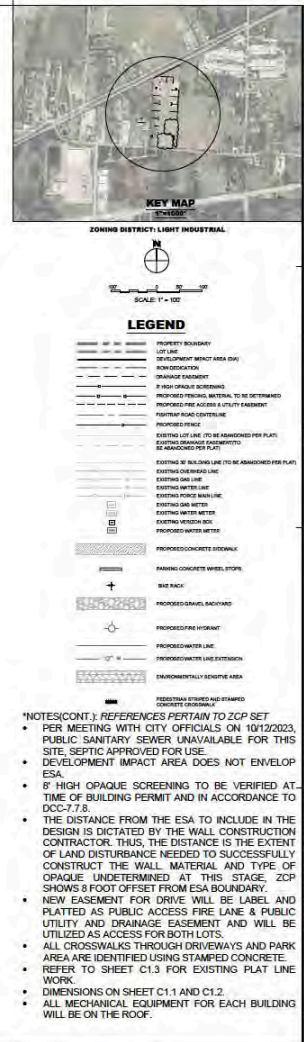 KEY MAP
1"=1000'
ZONING DISTRICT: LIGHT INDUSTRIAL
N
100' 0 50' 100'
SCALE: 1" = 100'
LEGEND
PROPERTY BOUNDARY
LOT LINE
DEVELOPMENT IMPACT AREA (DIA)
ROW DEDICATION
DRAINAGE EASEMENT
8' HIGH OPAQUE SCREENING
PROPOSED FENCING, MATERIAL TO BE DETERMINED
PROPOSED FIRE ACCESS & UTILITY EASEMENT
FISHTRAP ROAD CENTERLINE
PROPOSED FENCE
EXISTING LOT LINE (TO BE ABANDONED PER PLAT)
EXISTING DRAINAGE EASEMENT(TO
BE ABANDONED PER PLAT)
EXISTING 30' BUILDING LINE (TO BE ABANDONED PER PLAT)
EXISTING OVERHEAD LINE
EXISTING GAS LINE
EXISTING WATER LINE
EXISTING FORCE MAIN LINE
EXISTING GAS METER
EXISTING WATER METER
EXISTING VERIZON BOX
PROPOSED WATER METER
PROPOSED CONCRETE SIDEWALK
PARKING CONCRETE WHEEL STOPS
BIKE RACK
PROPOSED GRAVEL BACKYARD
PROPOSED FIRE HYDRANT
PROPOSED WATER LINE
PROPOSED WATER LINE EXTENSION
ENVIRONMENTALLY SENSITIVE AREA
PEDESTRIAN STRIPED AND STAMPED
CONCRETE CROSSWALK
*NOTES(CONT.): REFERENCES PERTAIN TO ZCP SET
• PER MEETING WITH CITY OFFICIALS ON 10/12/2023,
PUBLIC SANITARY SEWER UNAVAILABLE FOR THIS
SITE, SEPTIC APPROVED FOR USE.
• DEVELOPMENT IMPACT AREA DOES NOT ENVELOP
ESA.
• 8' HIGH OPAQUE SCREENING TO BE VERIFIED AT
TIME OF BUILDING PERMIT AND IN ACCORDANCE TO
DCC-7.7.8.
• THE DISTANCE FROM THE ESA TO INCLUDE IN THE
DESIGN IS DICTATED BY THE WALL CONSTRUCTION
CONTRACTOR. THUS, THE DISTANCE IS THE EXTENT
OF LAND DISTURBANCE NEEDED TO SUCCESSFULLY
CONSTRUCT THE WALL. MATERIAL AND TYPE OF
OPAQUE UNDETERMINED AT THIS STAGE, ZCP
SHOWS 8 FOOT OFFSET FROM ESA BOUNDARY.
• NEW EASEMENT FOR DRIVE WILL BE LABEL AND
PLATTED AS PUBLIC ACCESS FIRE LANE & PUBLIC
UTILITY AND DRAINAGE EASEMENT AND WILL BE
UTILIZED AS ACCESS FOR BOTH LOTS.
• ALL CROSSWALKS THROUGH DRIVEWAYS AND PARK
AREA ARE IDENTIFIED USING STAMPED CONCRETE.
• REFER TO SHEET C1.3 FOR EXISTING PLAT LINE
WORK.
• DIMENSIONS ON SHEET C1.1 AND C1.2.
• ALL MECHANICAL EQUIPMENT FOR EACH BUILDING
WILL BE ON THE ROOF.